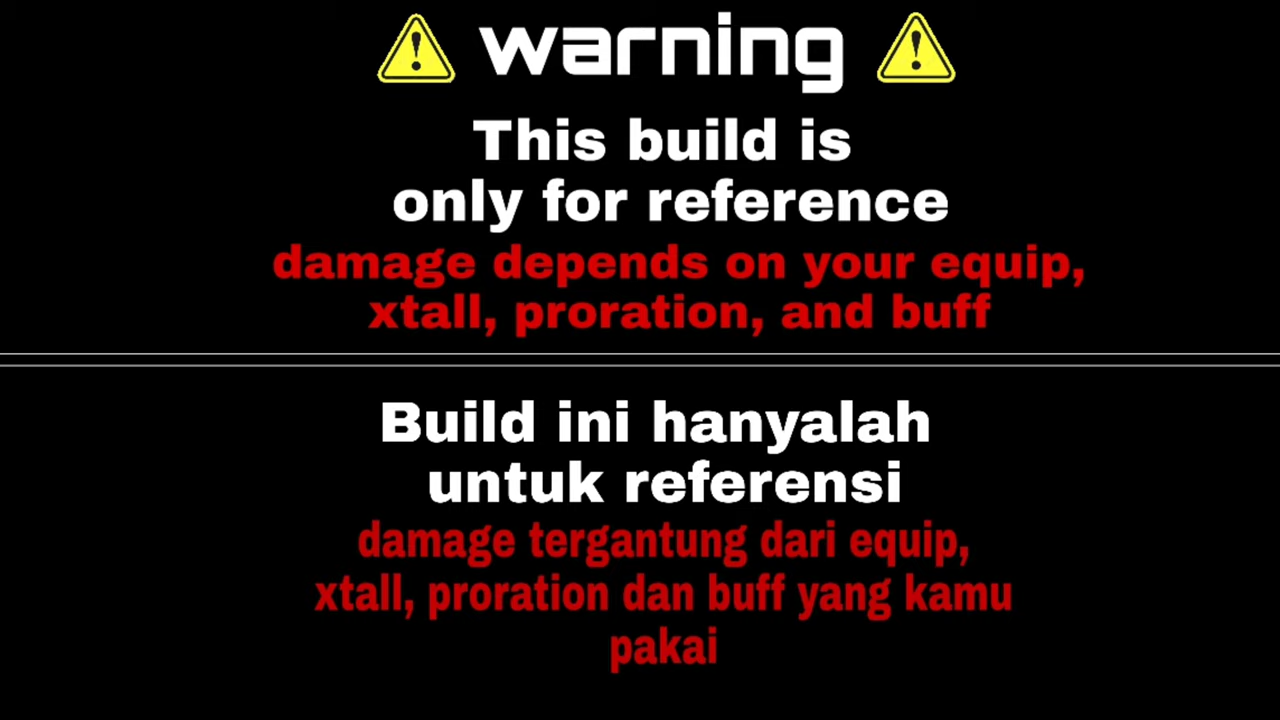 warning
This build is
only for reference
damage depends on your equip,
xtall, proration, and buff
Build ini hanyalah
untuk referensi
damage tergantung dari equip,
xtall, proration dan buff yang kamu
pakai